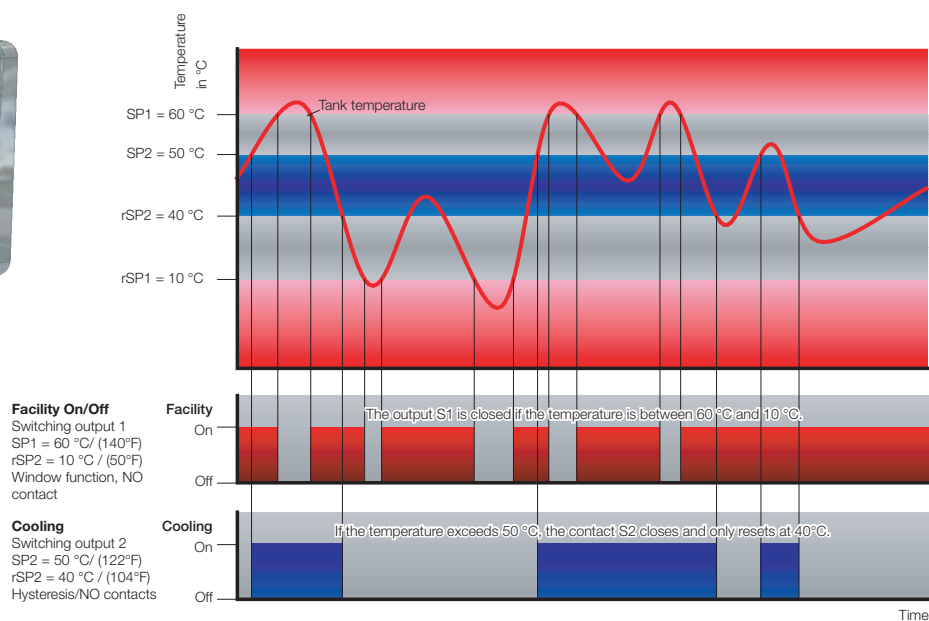 Temperature
in °C
Tank temperature
SP1 = 60 °C
SP2 = 50 °C
rSP2 = 40 °C
rSP1 = 10 °C
Facility On/Off
Switching output 1
SP1 = 60 °C/ (140°F)
rSP2 = 10 °C / (50°F)
Window function, NO
contact
Facility
On
Off
The output S1 is closed if the temperature is between 60 °C and 10 °C.
Cooling
Switching output 2
SP2 = 50 °C/ (122°F)
rSP2 = 40 °C / (104°F)
Hysteresis/NO contacts
Cooling
On
Off
If the temperature exceeds 50 °C, the contact S2 closes and only resets at 40°C.
Time